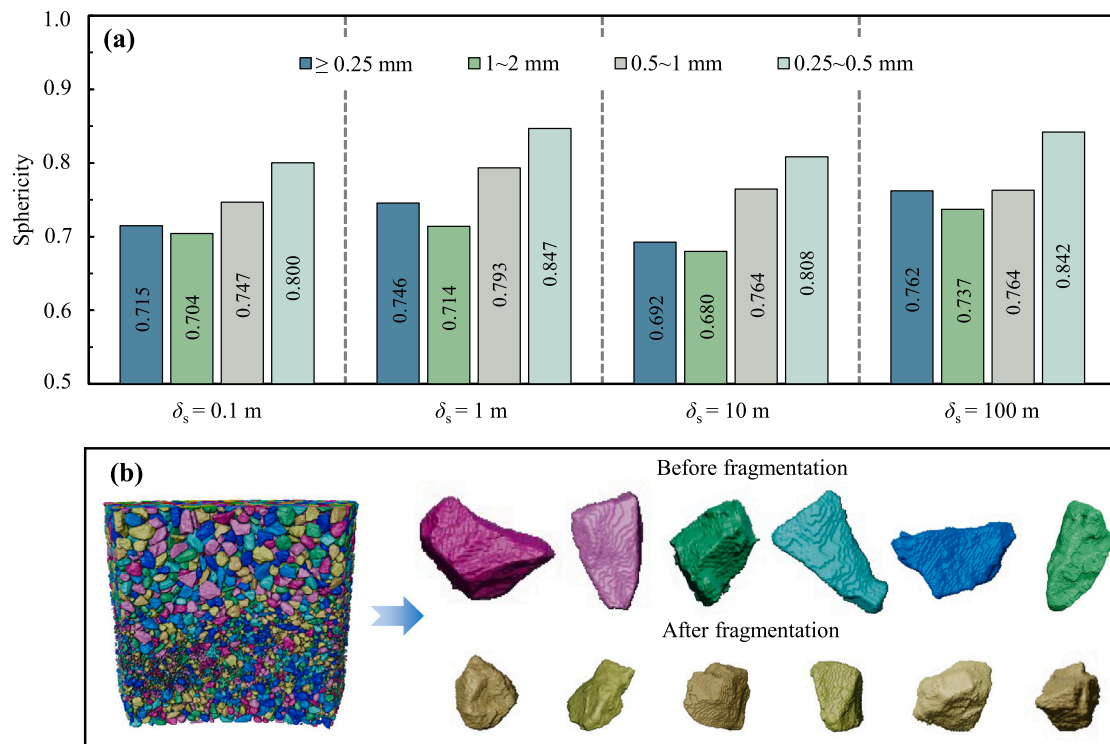 (a)
≥ 0.25 mm 1~2 mm 0.5~1 mm 0.25~0.5 mm
Sphericity
1.0
0.9
0.8
0.7
0.6
0.5
0.715 0.704 0.747 0.800 0.746 0.714 0.793 0.847 0.692 0.680 0.764 0.808 0.762 0.737 0.764 0.842
δs = 0.1 m δs = 1 m δs = 10 m δs = 100 m
(b)
Before fragmentation
After fragmentation